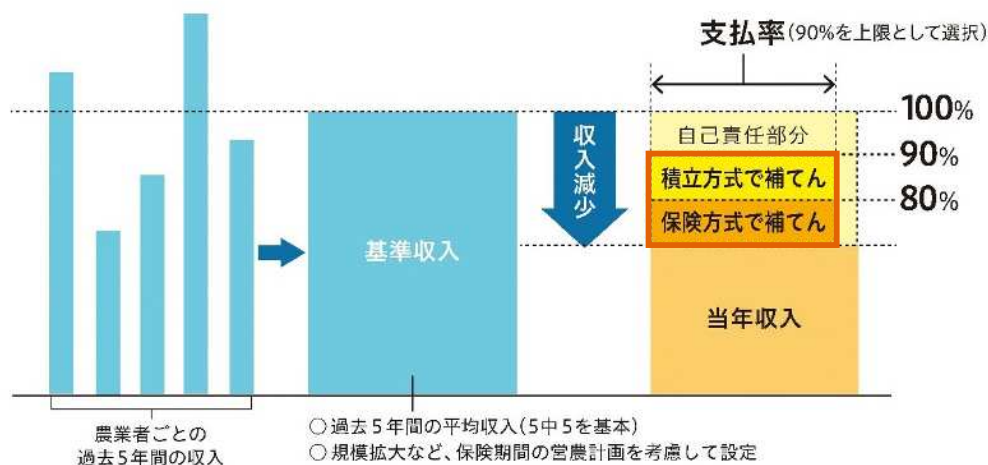 支払率(90%を上限として選択)
100%
自己責任部分
90%
積立方式で補てん
80%
保険方式で補てん
収入減少
基準収入
当年収入
農業者ごとの
過去5年間の収入
○過去5年間の平均収入(5中5を基本)
○規模拡大など、保険期間の営農計画を考慮して設定